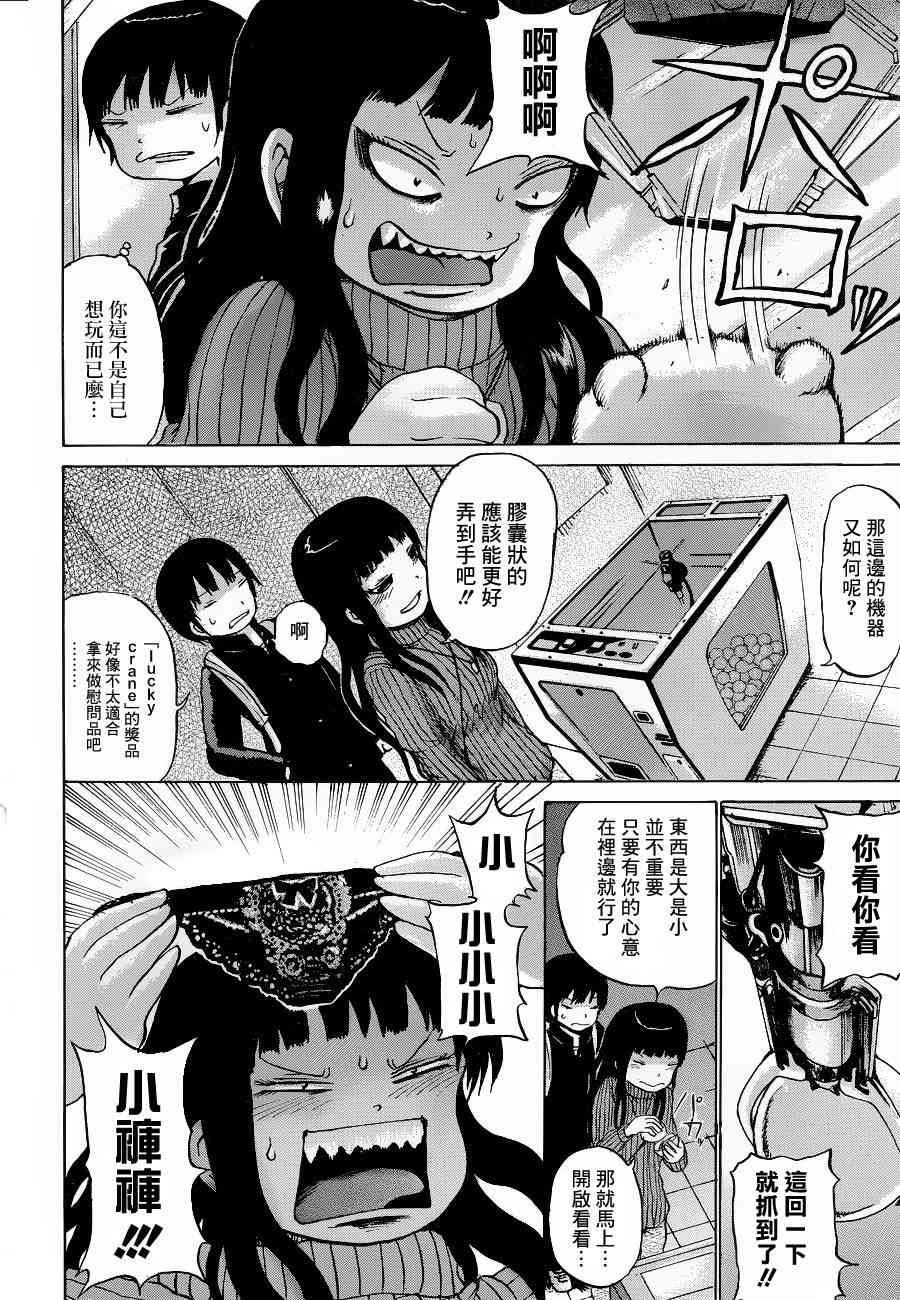 啊啊啊
你這不是自己
想玩而已麼…
那這邊的機器
又如何呢？
膠囊狀的
應該能更好
弄到手吧!!
啊
「lucky
crane」的獎品
好像不太適合
拿來做慰問品吧
………
你看你看
這回一下
就抓到了!!
東西是大是小
並不重要
只要有你的心意
在裡邊就行了
パカッ
那就馬上…
開啟看看…
小
小小小
小褲褲!!!